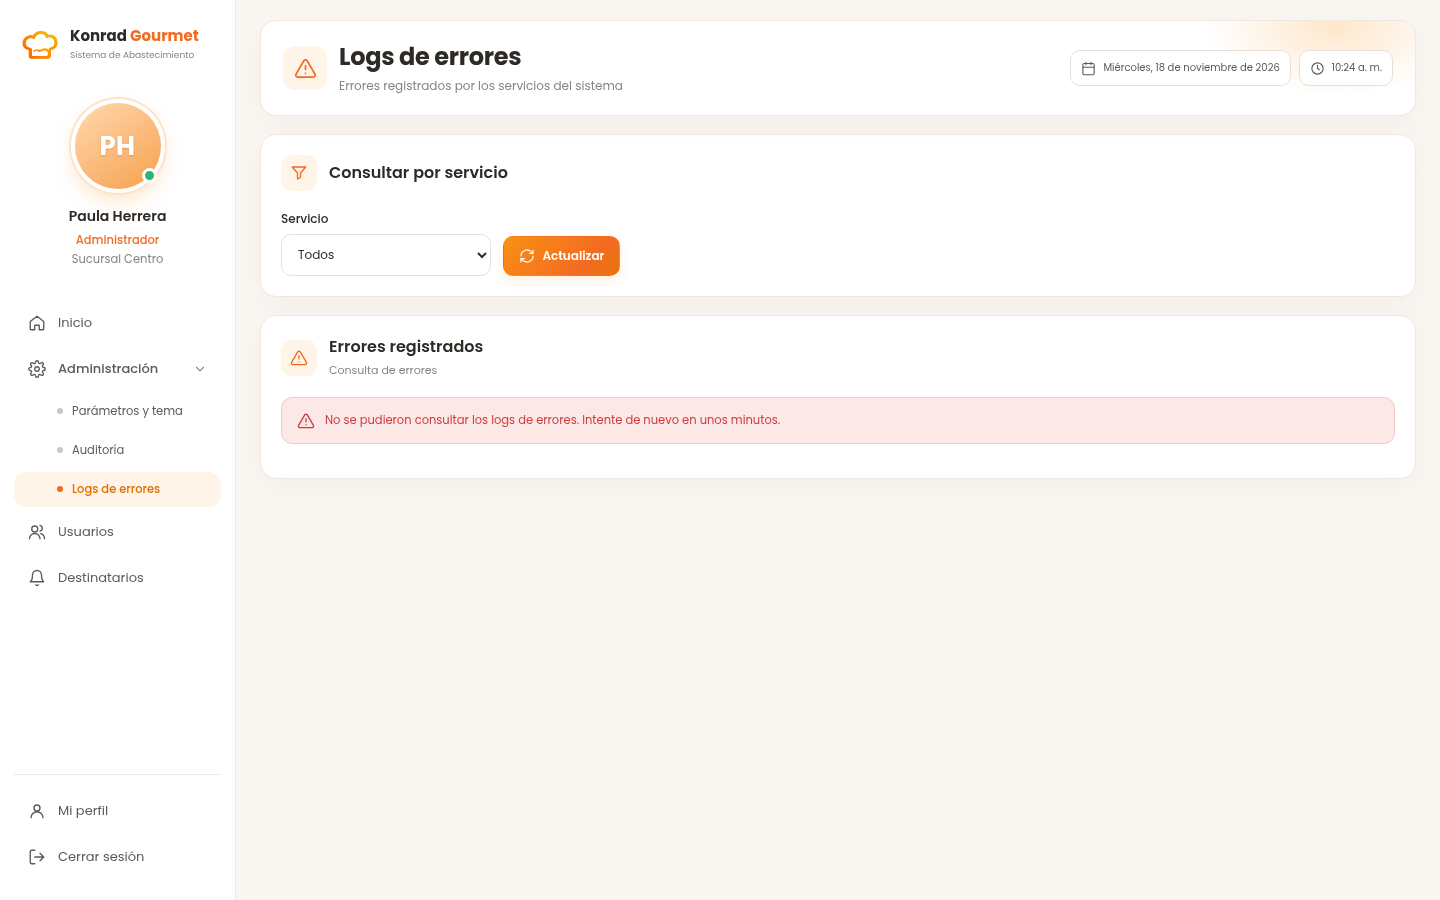 Konrad Gourmet
Sistema de Abastecimiento
PH
Paula Herrera
Administrador
Sucursal Centro
Inicio
Administración
Parámetros y tema
Auditoría
Logs de errores
Usuarios
Destinatarios
Mi perfil
Cerrar sesión
Logs de errores
Errores registrados por los servicios del sistema
Miércoles, 18 de noviembre de 2026
10:24 a. m.
Consultar por servicio
Servicio
Todos
Actualizar
Errores registrados
Consulta de errores
No se pudieron consultar los logs de errores. Intente de nuevo en unos minutos.